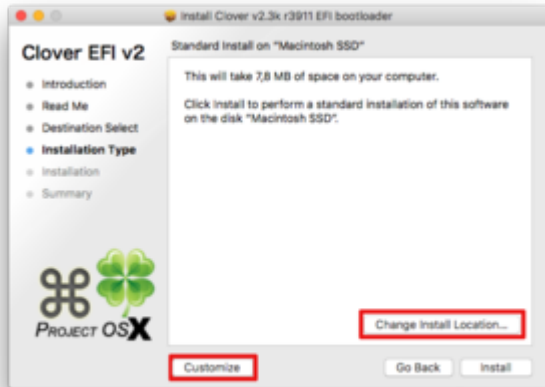 Install Clover v2.3k r3911 EFI bootloader
Clover EFI v2
Standard Install on "Macintosh SSD"
Introduction
Read Me
Destination Select
Installation Type
Installation
Summary
This will take 7,8 MB of space on your computer.
Click Install to perform a standard installation of this software
on the disk "Macintosh SSD".
PROJECT OSX
Change Install Location...
Customize
Go Back
Install